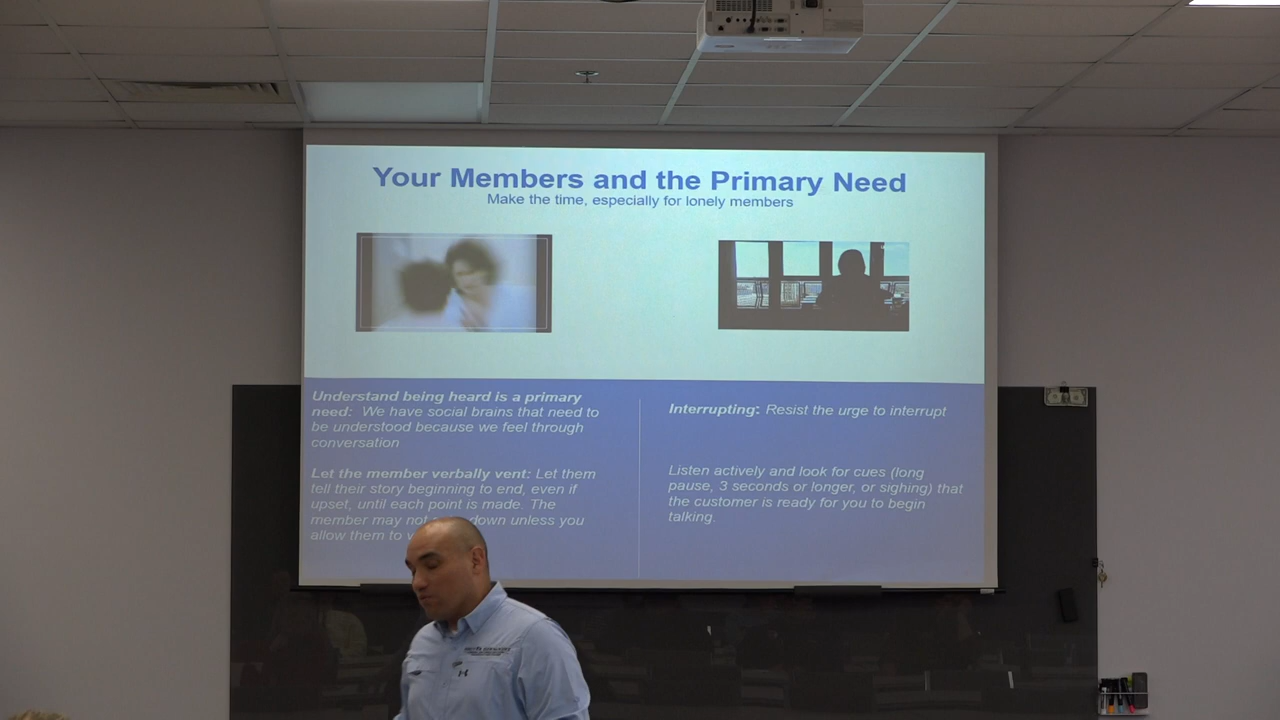 Your Members and the Primary Need
Make the time, especially for lonely members
Understand being heard is a primary
need: We have social brains that need to
be understood because we feel through
conversation
Let the member verbally vent: Let them
tell their story beginning to end, even if
upset, until each point is made. The
member may not down unless you
allow them to
Interrupting: Resist the urge to interrupt
Listen actively and look for cues (long
pause, 3 seconds or longer, or sighing) that
the customer is ready for you to begin
talking.